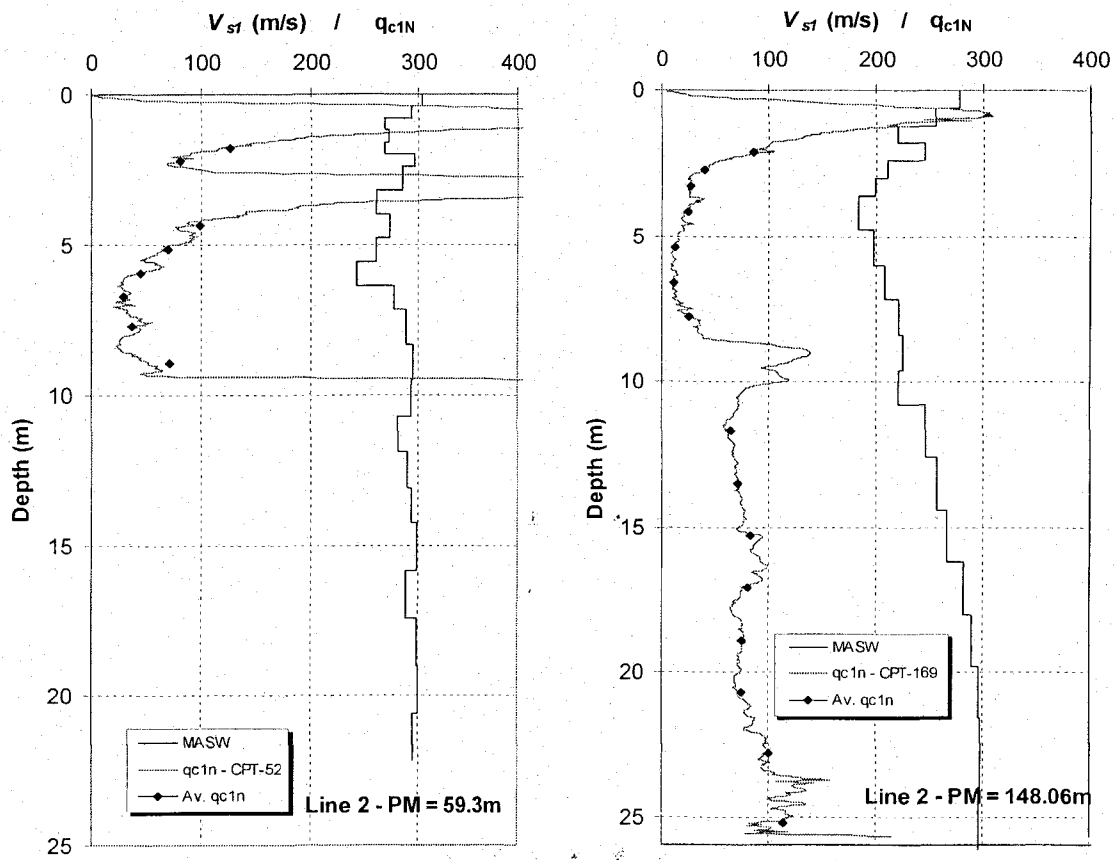 Vs1 (m/s) / qc1N
0 100 200 300 400
0
5
10
15
20
25
Depth (m)
MASW
qc1n - CPT-52
Av. qc1n
Line 2 - PM = 59.3m
Vs1 (m/s) / qc1N
0 100 200 300 400
0
5
10
15
20
25
Depth (m)
MASW
qc1n - CPT-169
Av. qc1n
Line 2 - PM = 148.06m